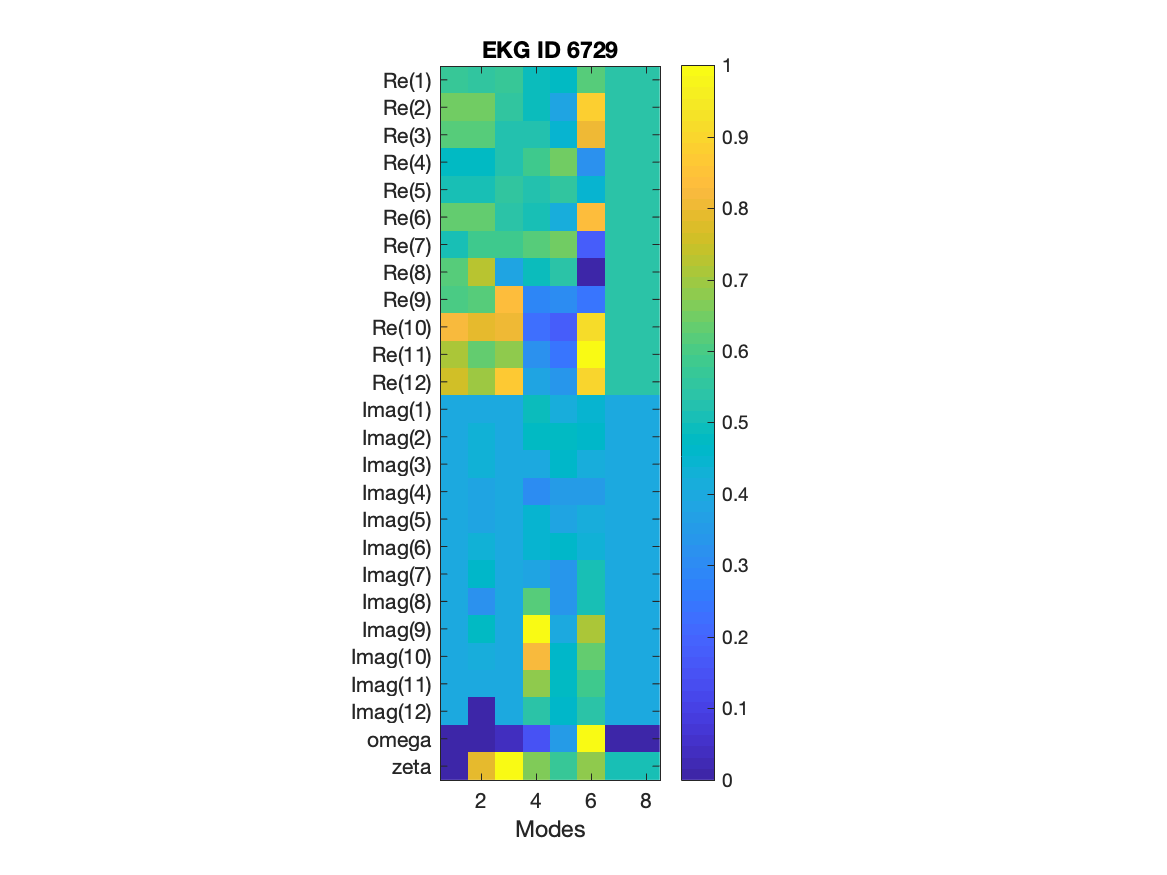 EKG ID 6729
Re(1)
Re(2)
Re(3)
Re(4)
Re(5)
Re(6)
Re(7)
Re(8)
Re(9)
Re(10)
Re(11)
Re(12)
Imag(1)
Imag(2)
Imag(3)
Imag(4)
Imag(5)
Imag(6)
Imag(7)
Imag(8)
Imag(9)
Imag(10)
Imag(11)
Imag(12)
omega
zeta
2 4 6 8
Modes
1
0.9
0.8
0.7
0.6
0.5
0.4
0.3
0.2
0.1
0